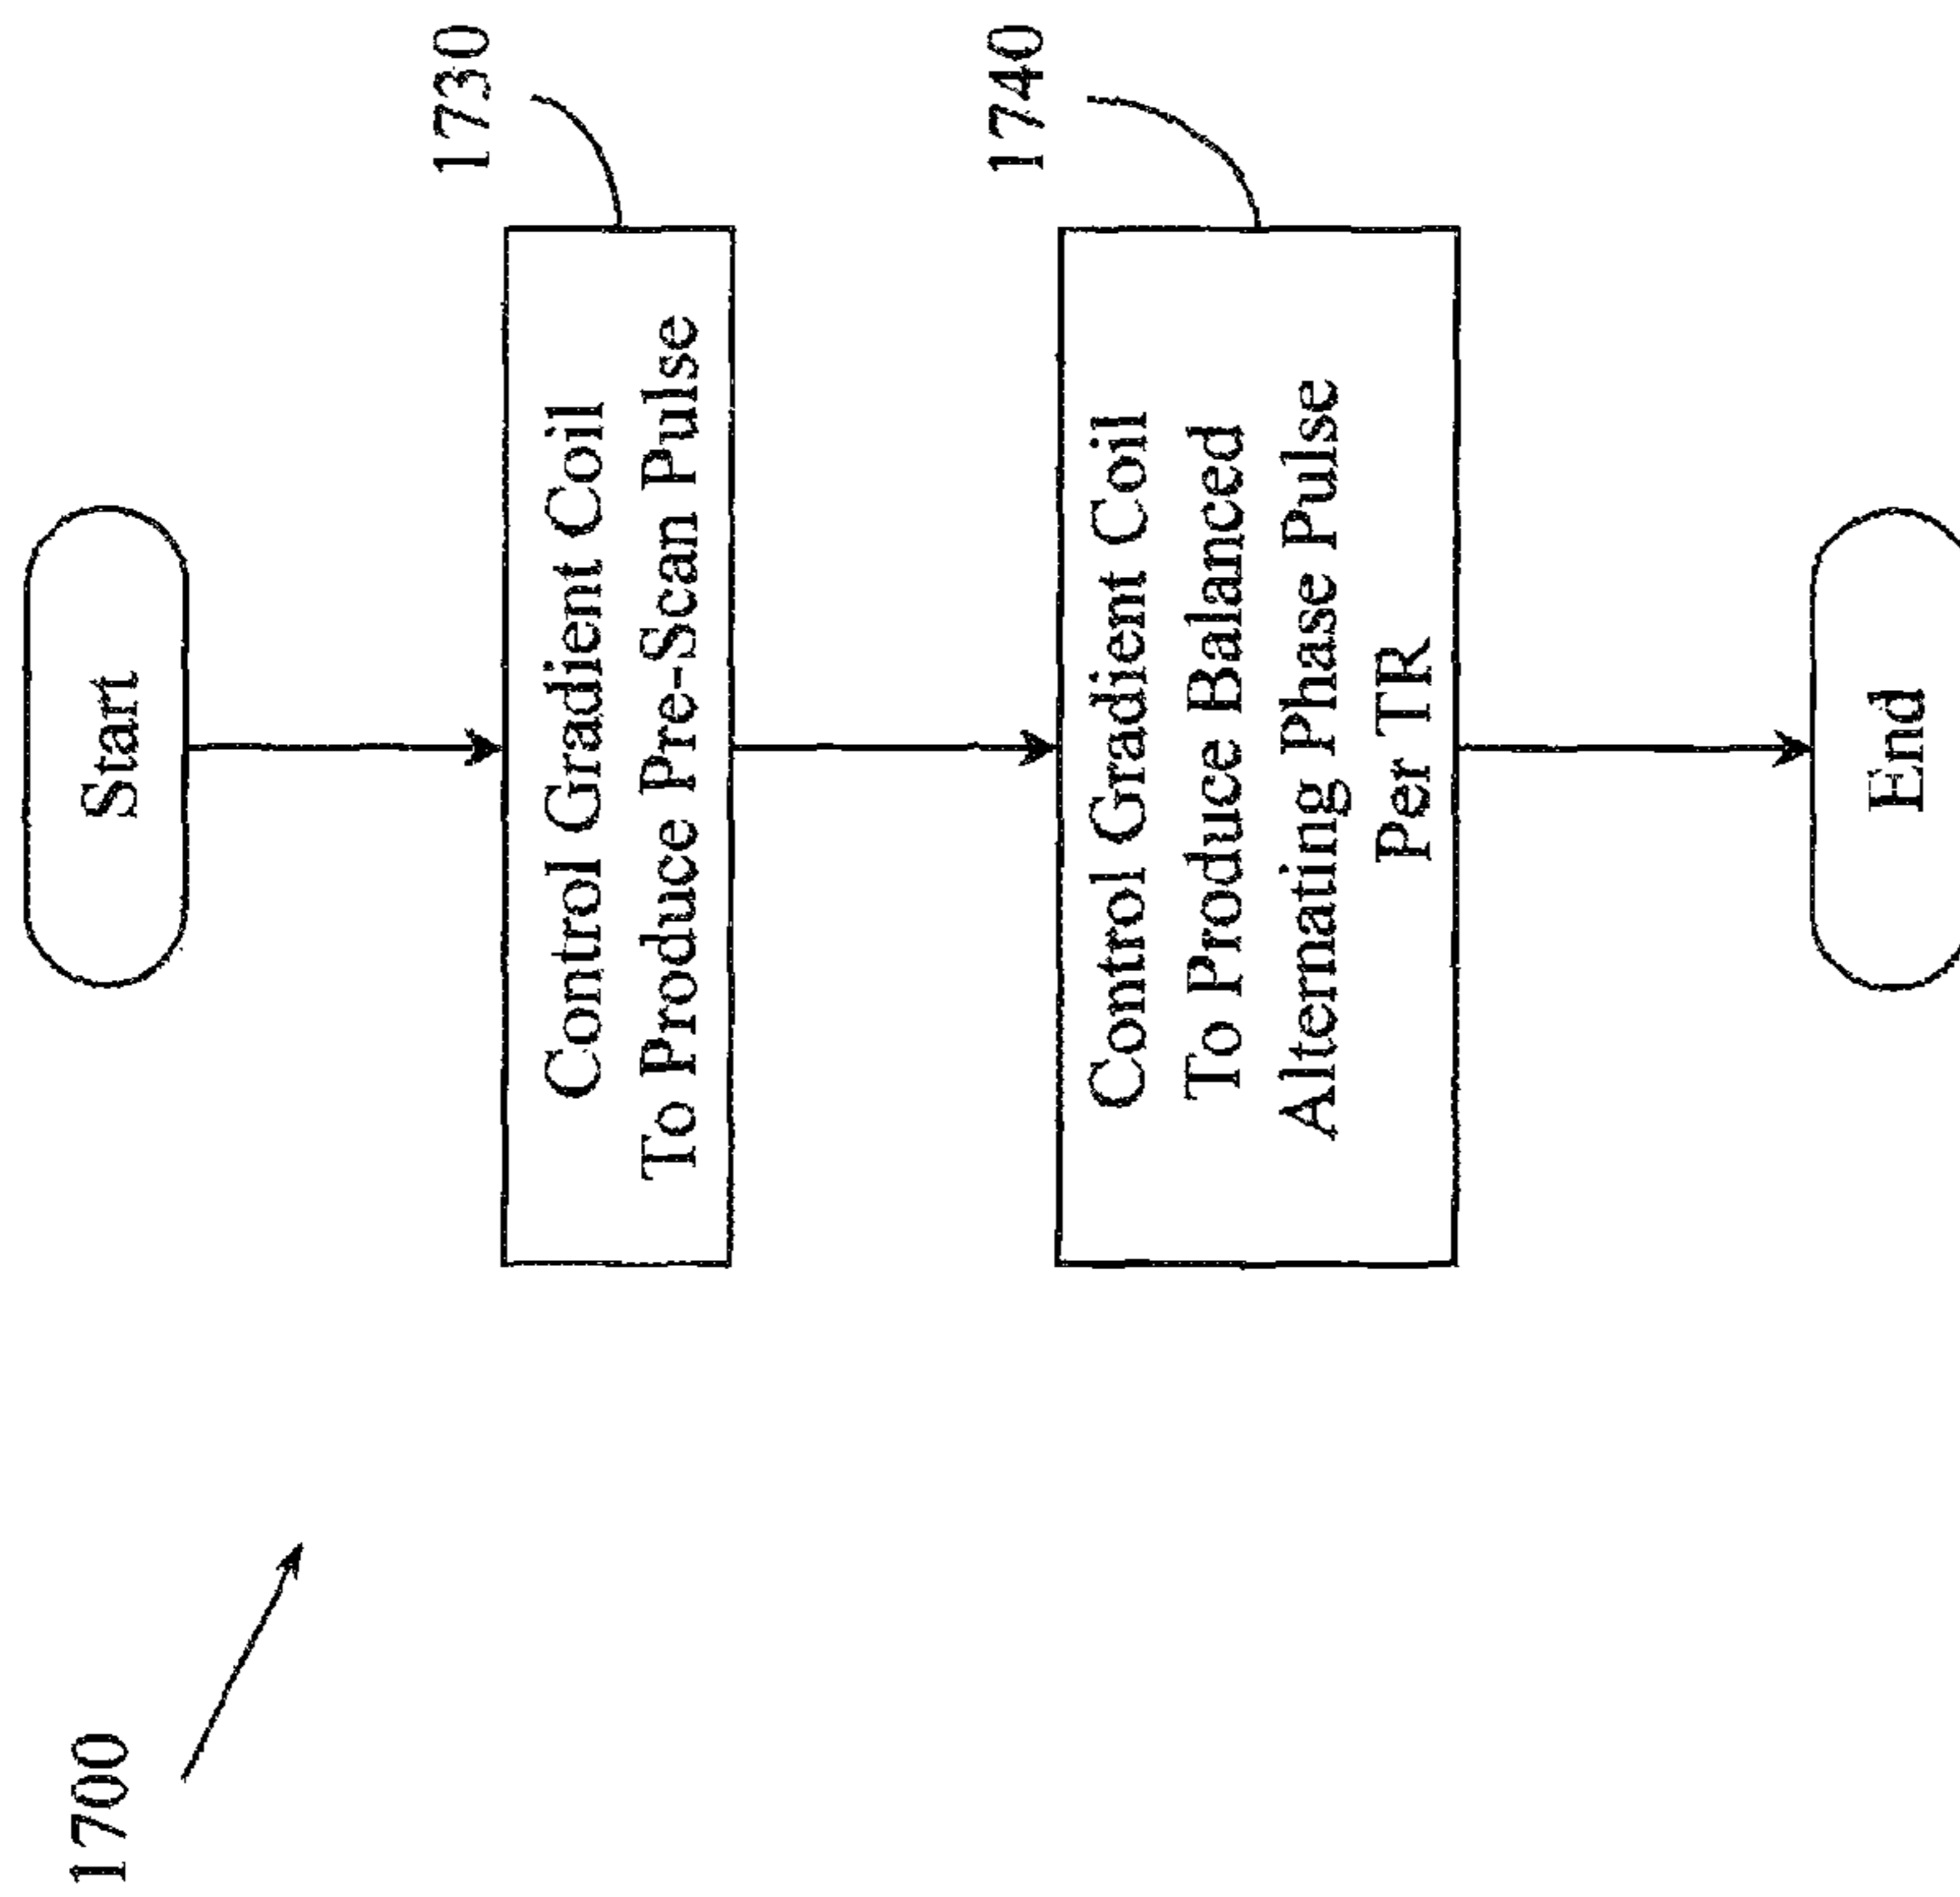 1700
Start
1730
Control Gradient Coil
To Produce Pre-Scan Pulse
1740
Control Gradient Coil
To Produce Balanced
Alternating Phase Pulse
Per TR
End